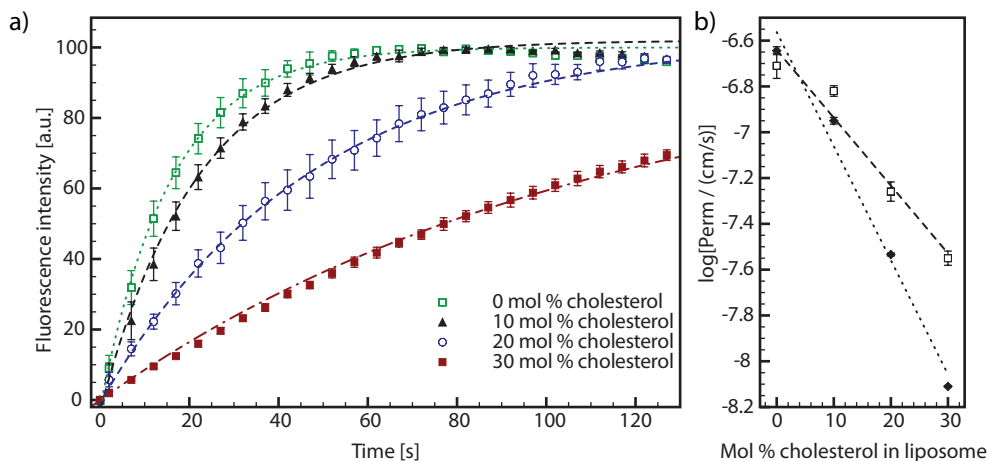 a)
Fluorescence intensity [a.u.]
100
80
60
40
20
0
0 mol % cholesterol
10 mol % cholesterol
20 mol % cholesterol
30 mol % cholesterol
0 20 40 60 80 100 120
Time [s]
b)
log[Perm / (cm/s)]
-6.6
-6.8
-7
-7.2
-7.4
-7.6
-7.8
-8
-8.2
0 10 20 30
Mol % cholesterol in liposome